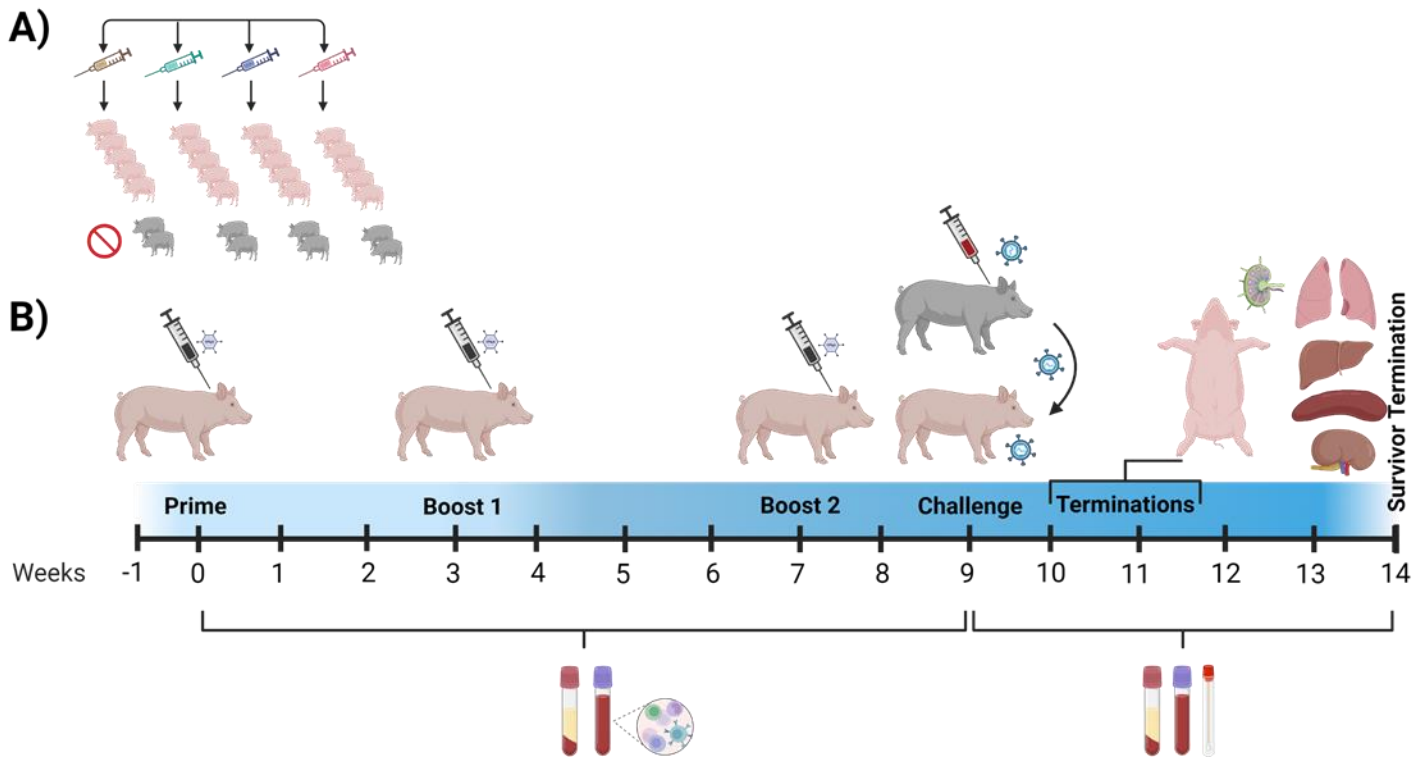 A)
B)
Prime
Boost 1
Boost 2
Challenge
Terminations
Survivor Termination
Weeks -1 0 1 2 3 4 5 6 7 8 9 10 11 12 13 14